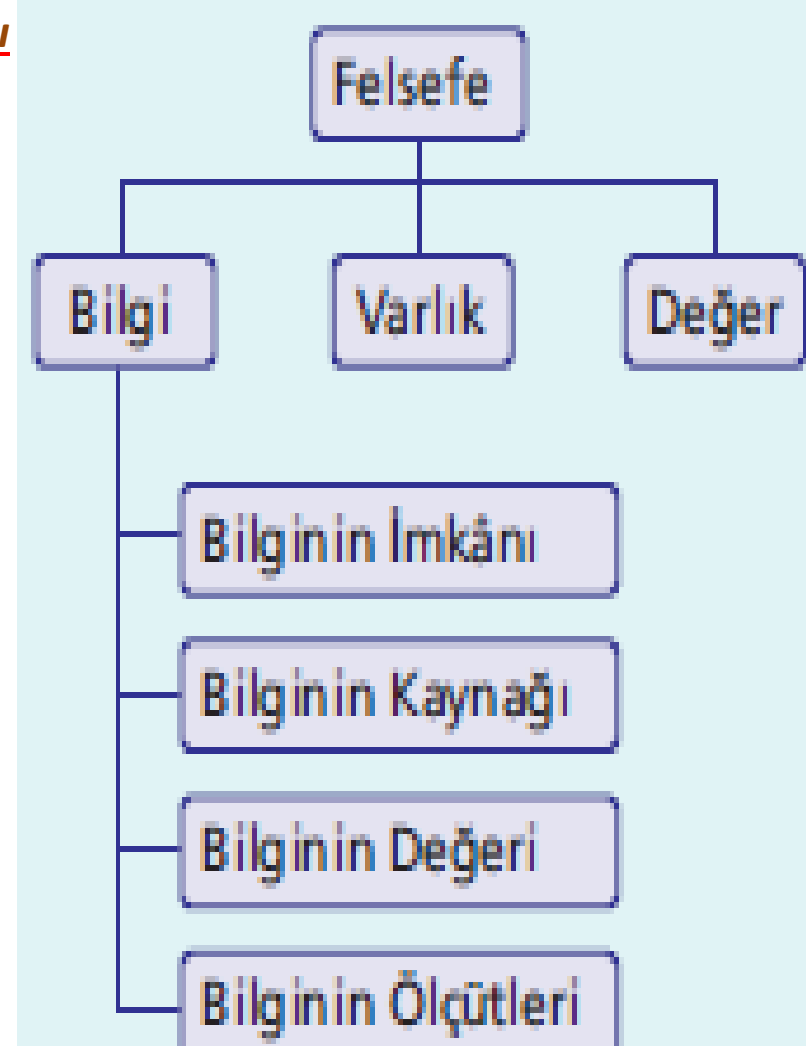 ı
Felsefe
Bilgi Varlık Değer
Bilginin İmkânı
Bilginin Kaynağı
Bilginin Değeri
Bilginin Ölçütleri